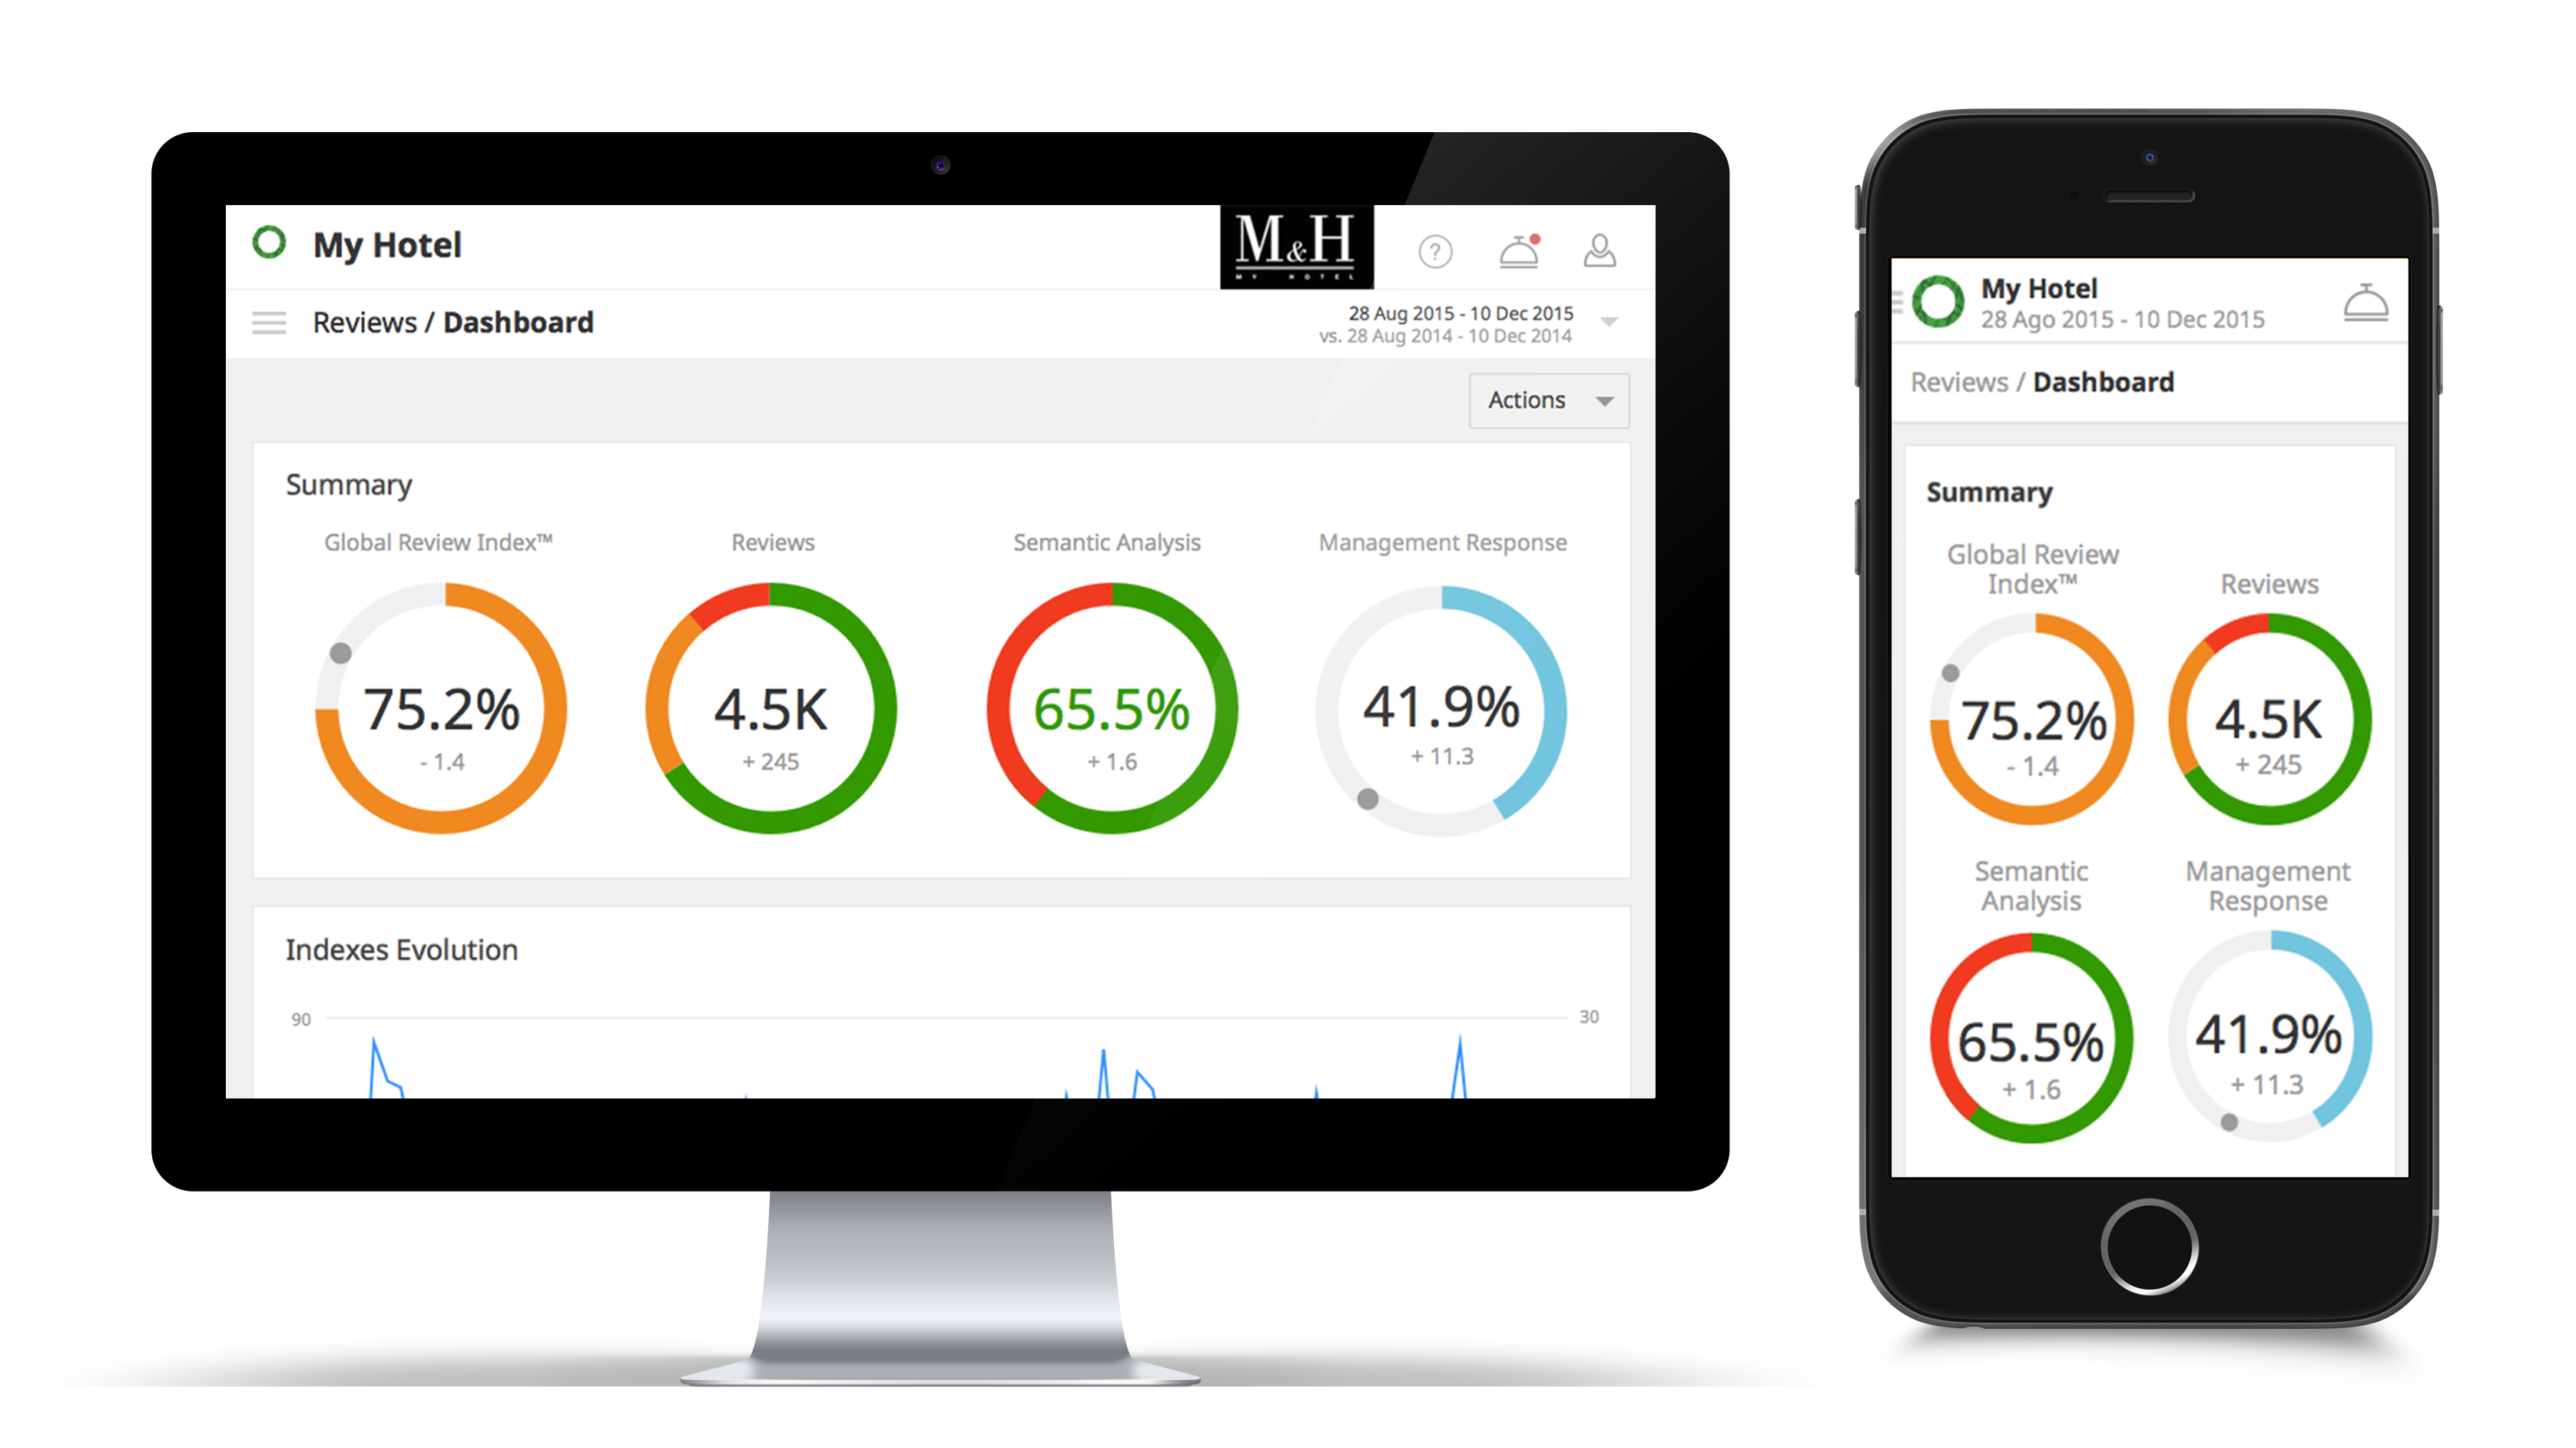 My Hotel
M&H
MY HOTEL
?
Reviews / Dashboard
28 Aug 2015 - 10 Dec 2015
vs. 28 Aug 2014 - 10 Dec 2014
Actions
Summary
Global Review Index™
Reviews
Semantic Analysis
Management Response
75.2%
- 1.4
4.5K
+ 245
65.5%
+ 1.6
41.9%
+ 11.3
Indexes Evolution
90
30
My Hotel
28 Ago 2015 - 10 Dec 2015
Reviews / Dashboard
Summary
Global Review
Index™
Reviews
75.2%
- 1.4
4.5K
+ 245
Semantic
Analysis
Management
Response
65.5%
+ 1.6
41.9%
+ 11.3